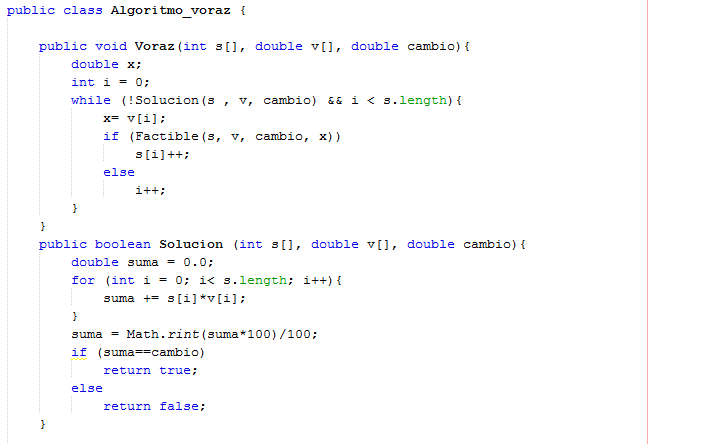 public class Algoritmo_voraz {
public void Voraz(int s[], double v[], double cambio){
double x;
int i = 0;
while (!Solucion(s , v, cambio) && i < s.length){
x= v[i];
if (Factible(s, v, cambio, x))
s[i]++;
else
i++;
}
}
public boolean Solucion (int s[], double v[], double cambio){
double suma = 0.0;
for (int i = 0; i< s.length; i++){
suma += s[i]*v[i];
}
suma = Math.rint(suma*100)/100;
if (suma==cambio)
return true;
else
return false;
}